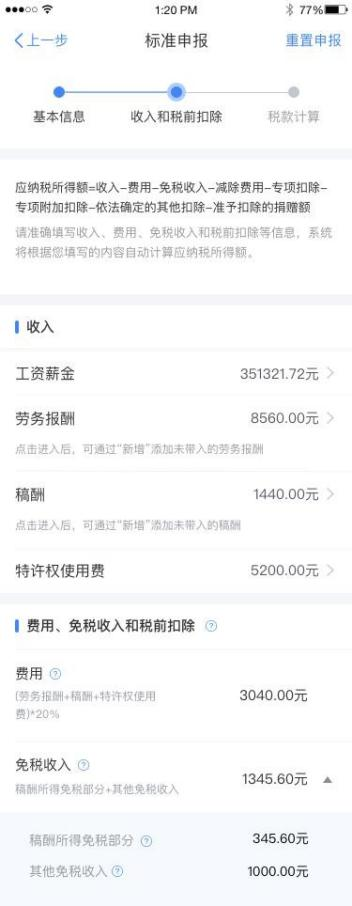 1:20 PM
77%
上一步
标准申报
重置申报
基本信息
收入和税前扣除
税款计算
应纳税所得额=收入-费用-免税收入-减除费用-专项扣除-
专项附加扣除-依法确定的其他扣除-准予扣除的捐赠额
请准确填写收入、费用、免税收入和税前扣除等信息，系统
将根据您填写的内容自动计算应纳税所得额。
收入
工资薪金 351321.72元
劳务报酬 8560.00元
点击进入后，可通过“新增”添加未带入的劳务报酬
稿酬 1440.00元
点击进入后，可通过“新增”添加未带入的稿酬
特许权使用费 5200.00元
费用、免税收入和税前扣除 ?
费用 ?
(劳务报酬+稿酬+特许权使用
费)*20%
3040.00元
免税收入 ?
稿酬所得免税部分+其他免税收入
1345.60元
稿酬所得免税部分 ? 345.60元
其他免税收入 ? 1000.00元